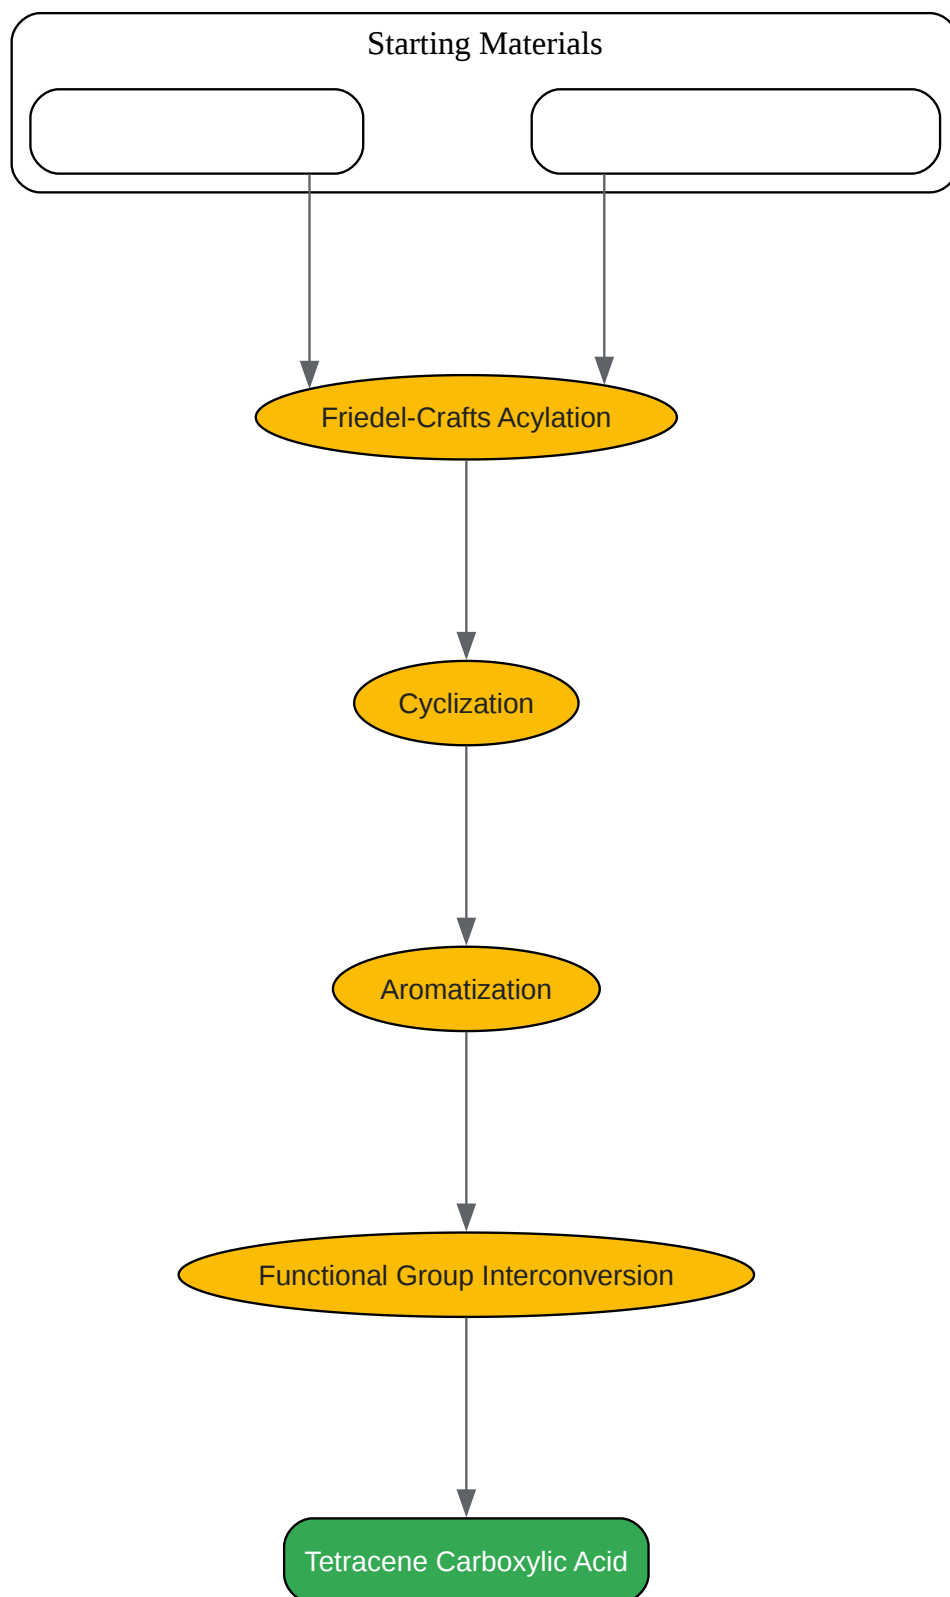 Starting Materials
Friedel-Crafts Acylation
Cyclization
Aromatization
Functional Group Interconversion
Tetracene Carboxylic Acid